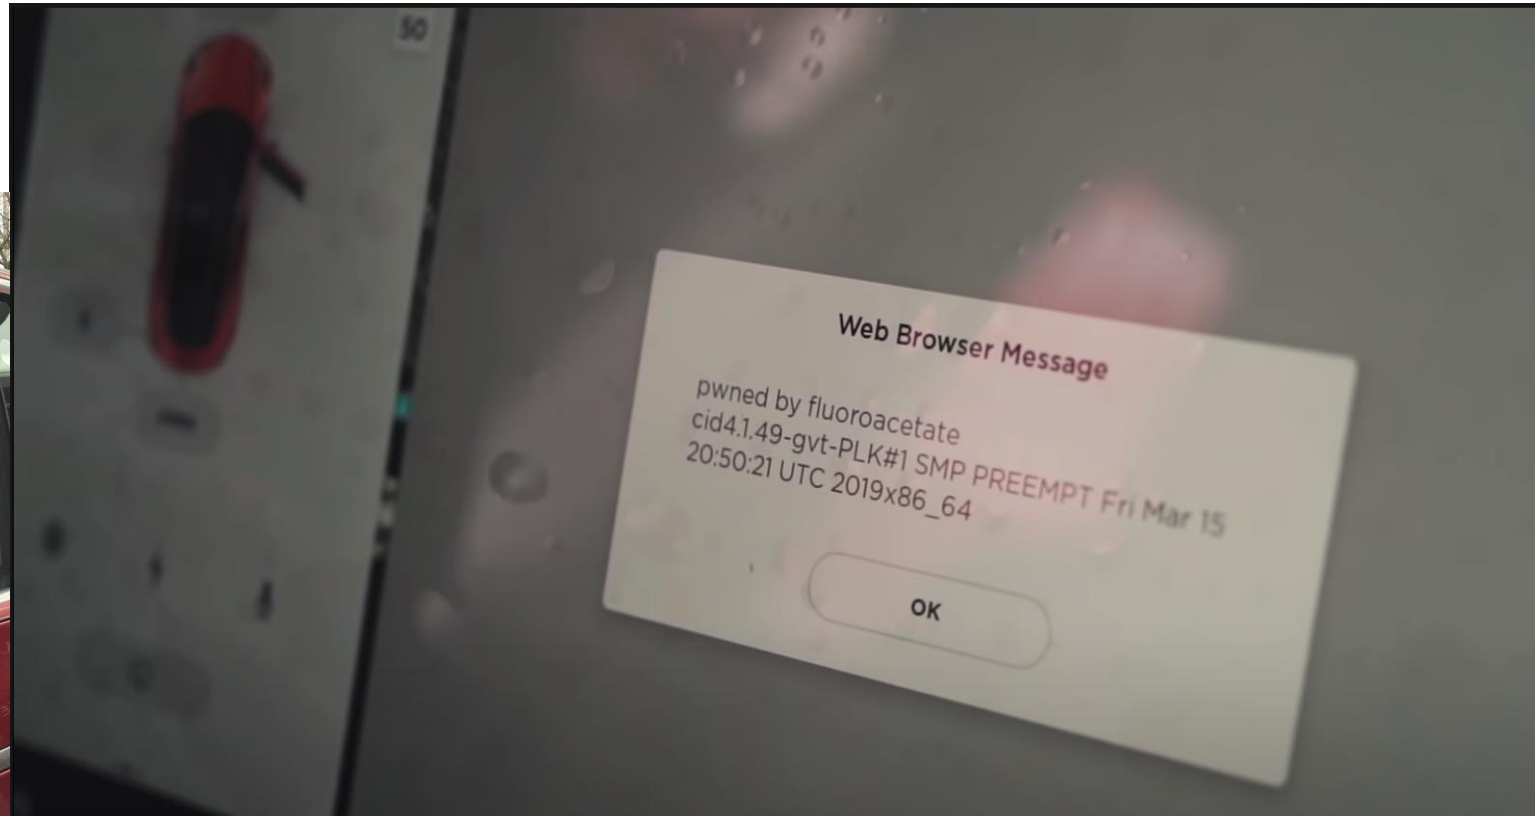 50
Web Browser Message
pwned by fluoroacetate
cid4.1.49-gvt-PLK#1 SMP PREEMPT Fri Mar 15
20:50:21 UTC 2019x86_64
OK